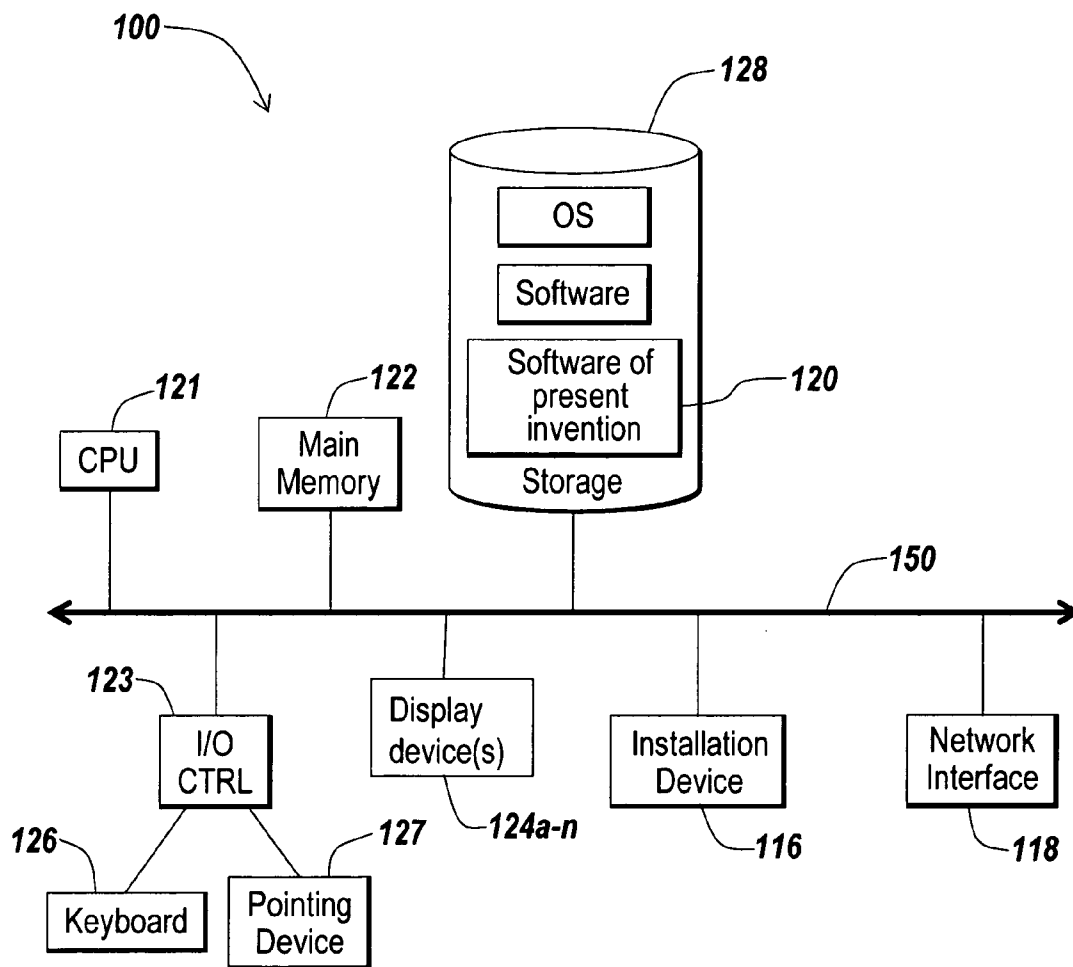 100
128
OS
Software
Software of
present
invention
120
Storage
121
CPU
122
Main
Memory
150
123
I/O
CTRL
Display
device(s)
124a-n
Installation
Device
116
Network
Interface
118
126
Keyboard
127
Pointing
Device